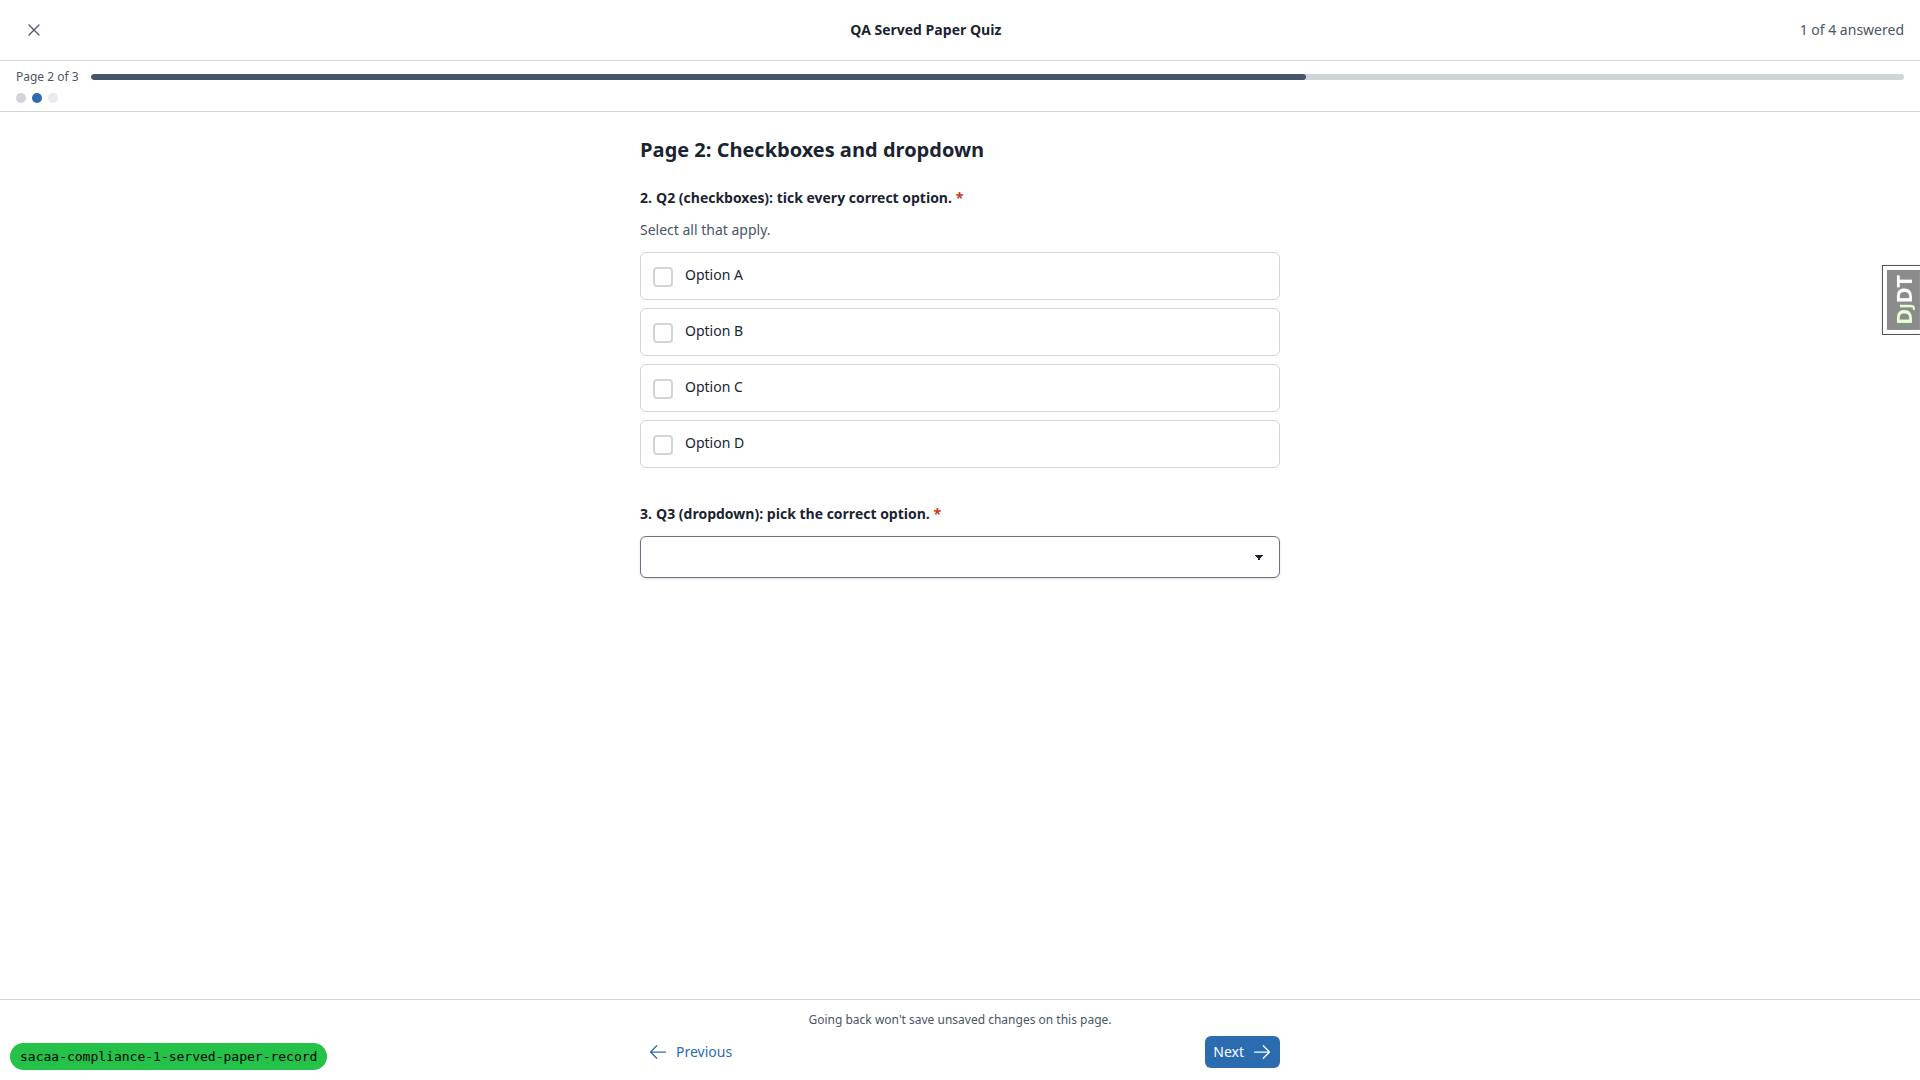 QA Served Paper Quiz
1 of 4 answered
Page 2 of 3
Page 2: Checkboxes and dropdown
2. Q2 (checkboxes): tick every correct option. *
Select all that apply.
Option A
Option B
Option C
Option D
3. Q3 (dropdown): pick the correct option. *
DjDT
Going back won't save unsaved changes on this page.
Previous
Next
sacaa-compliance-1-served-paper-record